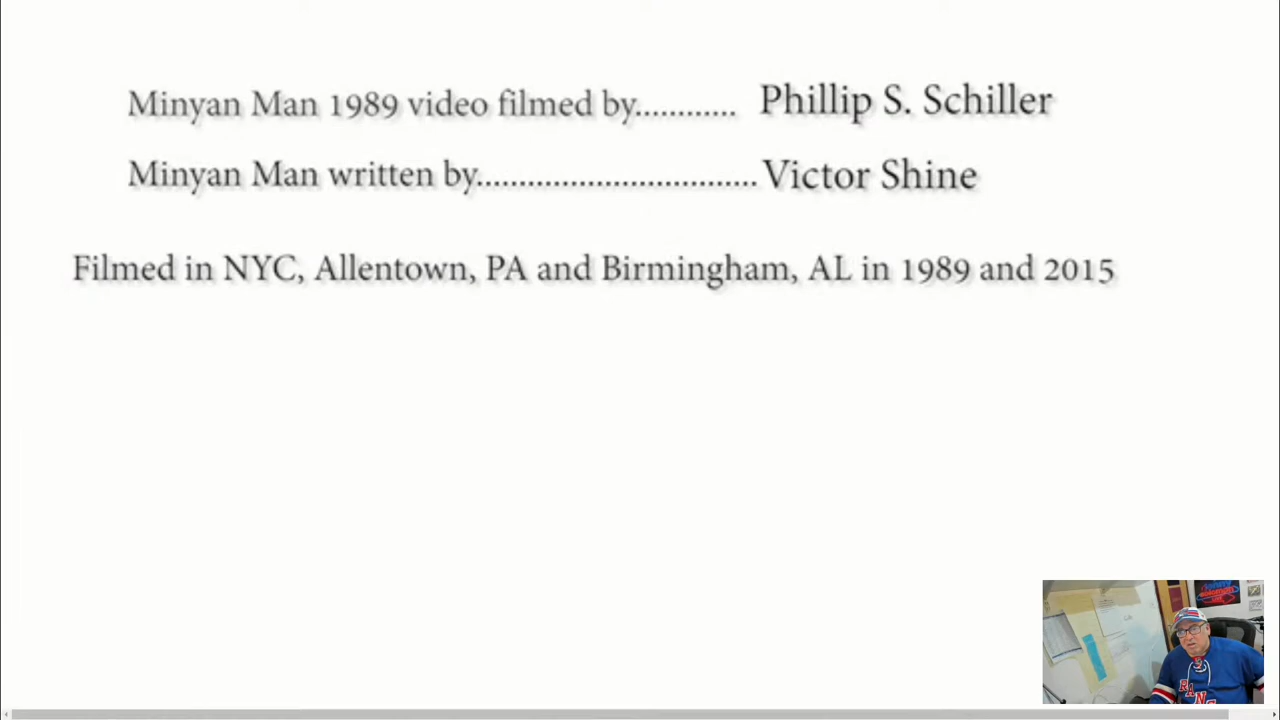 Minyan Man 1989 video filmed by............ Phillip S. Schiller
Minyan Man written by................................. Victor Shine
Filmed in NYC, Allentown, PA and Birmingham, AL in 1989 and 2015